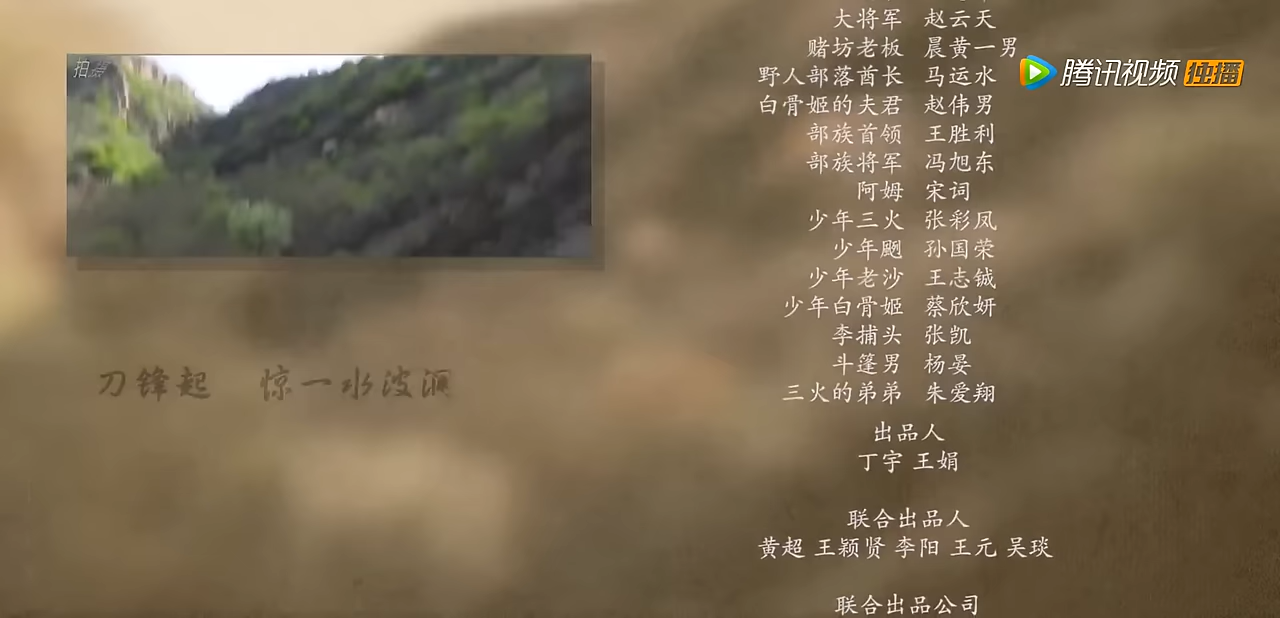 拍摄
大将军 赵云天
赌坊老板 晨黄一男
腾讯视频 独播
野人部落酋长 马运水
白骨姬的夫君 赵伟男
部族首领 王胜利
部族将军 冯旭东
阿姆 宋词
少年三火 张彩凤
少年飚 孙国荣
少年老沙 王志铖
少年白骨姬 蔡欣妍
李捕头 张凯
斗篷男 杨晏
三火的弟弟 朱爱翔
刀锋起 惊一水波澜
出品人
丁宇 王娟
联合出品人
黄超 王颖贤 李阳 王元 吴琰
联合出品公司